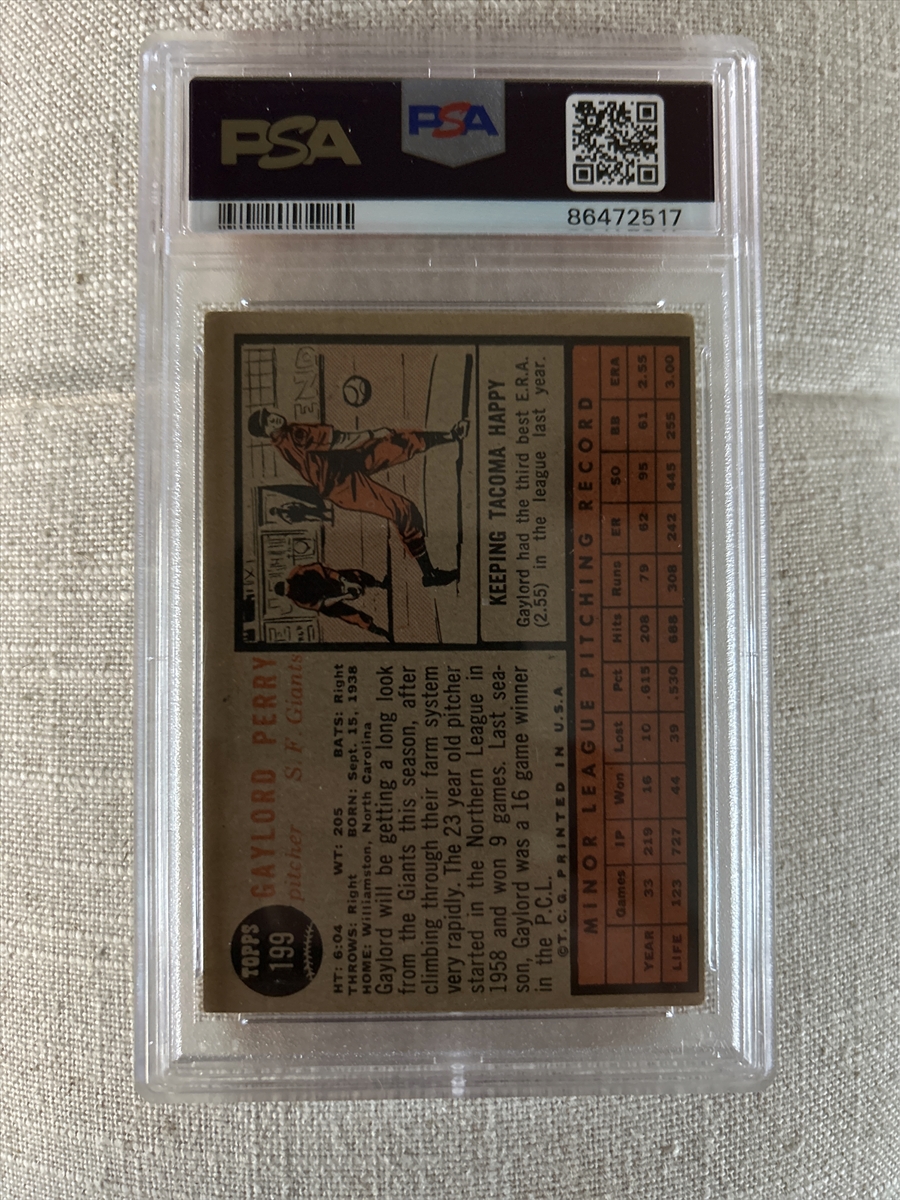 PSA
PSA
86472517
TOPPS
199
GAYLORD PERRY
pitcher S. F. Giants
HT: 6:04 WT: 205 BATS: Right
THROWS: Right BORN: Sept. 15, 1938
HOME: Williamston, North Carolina
Gaylord will be getting a long look
from the Giants this season, after
climbing through their farm system
very rapidly. The 23 year old pitcher
started in the Northern League in
1958 and won 9 games. Last sea-
son, Gaylord was a 16 game winner
in the P.C.L.
©T.C.G. PRINTED IN U.S.A.
END
KEEPING TACOMA HAPPY
Gaylord had the third best E.R.A.
(2.55) in the league last year.
MINOR LEAGUE PITCHING RECORD
Games IP Won Lost Pct Hits Runs ER SO BB ERA
YEAR 33 219 16 10 .615 208 79 62 95 61 2.55
LIFE 123 727 44 39 .530 688 308 242 445 255 3.00